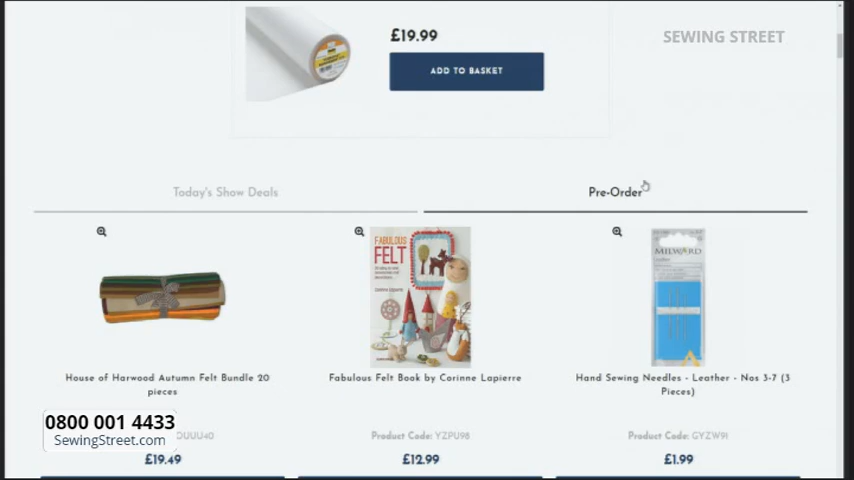 £19.99
SEWING STREET
ADD TO BASKET
Today's Show Deals
Pre-Order
FABULOUS
FELT
MILWARD
House of Harwood Autumn Felt Bundle 20
pieces
Fabulous Felt Book by Corinne Lapierre
Hand Sewing Needles - Leather - Nos 3-7 (3
Pieces)
0800 001 4433
SewingStreet.com
Product Code: YZPU98
Product Code: GYZW91
£19.49
£12.99
£1.99